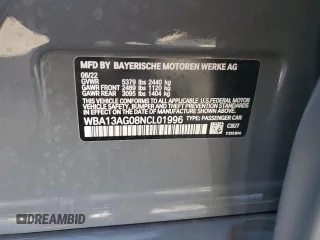 MFD BY BAYERISCHE MOTOREN WERKE AG
06/22
GVWR 5379 lbs 2440 kg
GAWR FRONT 2469 lbs 1120 kg
GAWR REAR 3095 lbs 1404 kg
THIS VEHICLE CONFORMS TO ALL APPLICABLE FEDERAL
MOTOR VEHICLE SAFETY, BUMPER, AND THEFT PREVENTION
STANDARDS IN EFFECT ON THE DATE OF MANUFACTURE
SHOWN ABOVE.
WBA13AG08NCL01996 TYPE: PASSENGER CAR
DREAMBID
.COM